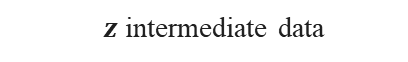 z intermediate data